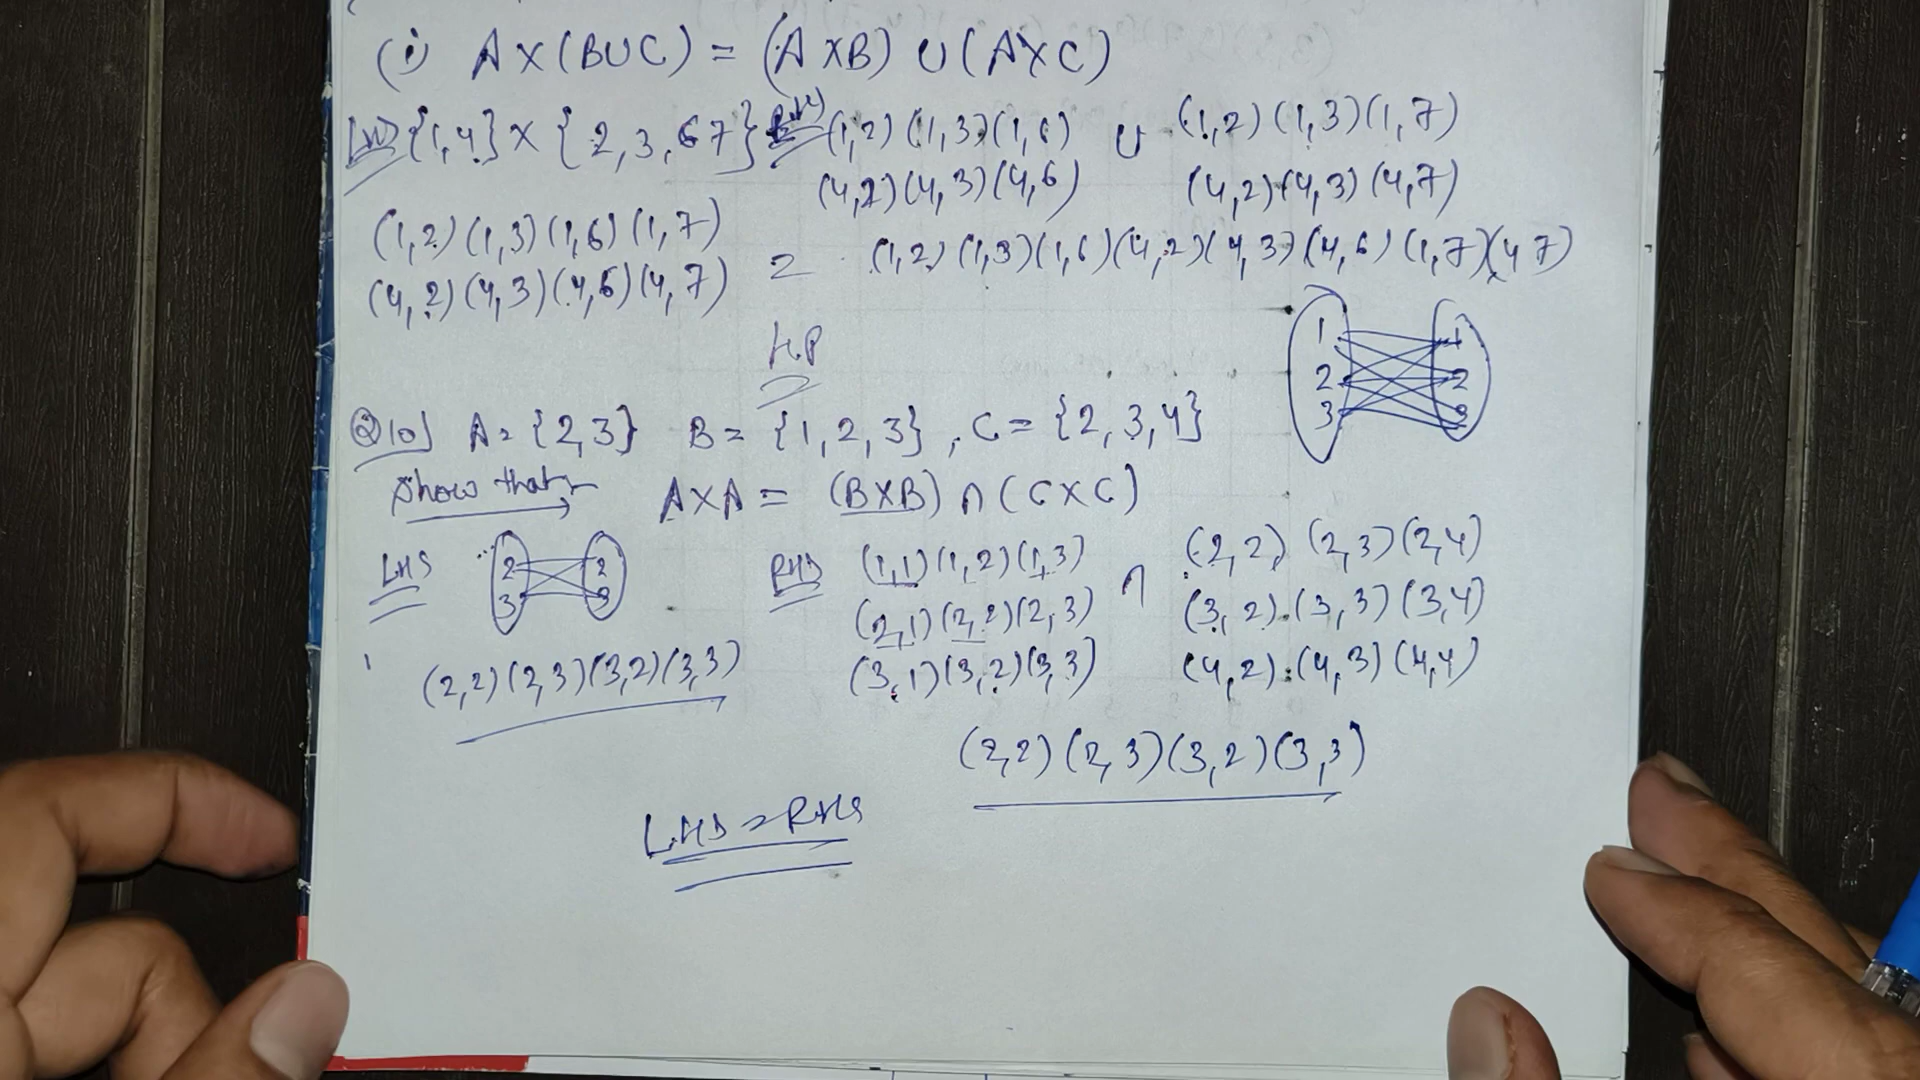 (i) A×(B∪C) = (A×B) ∪ (A×C)
LHS {1,4} × {2,3,6 7} RHS (1,2) (1,3) (1,6) ∪ (1,2) (1,3) (1,7)
(4,2) (4,3) (4,6) (4,2) (4,3) (4,7)
(1,2) (1,3) (1,6) (1,7)
(4,2) (4,3) (4,6) (4,7) = (1,2) (1,3) (1,6) (4,2) (4,3) (4,6) (1,7) (4 7)
H.P
1 1
2 2
3 3
Q10] A = {2,3} B = {1,2,3} , C = {2,3,4}
Show that A×A = (B×B) ∩ (C×C)
LHS 2 2
3 3
RHS (1,1) (1,2) (1,3) ∩ (2,2) (2,3) (2,4)
(2,1) (2,2) (2,3) (3,2) (3,3) (3,4)
(3,1) (3,2) (3,3) (4,2) (4,3) (4,4)
(2,2) (2,3) (3,2) (3,3)
(2,2) (2,3) (3,2) (3,3)
LHS = RHS